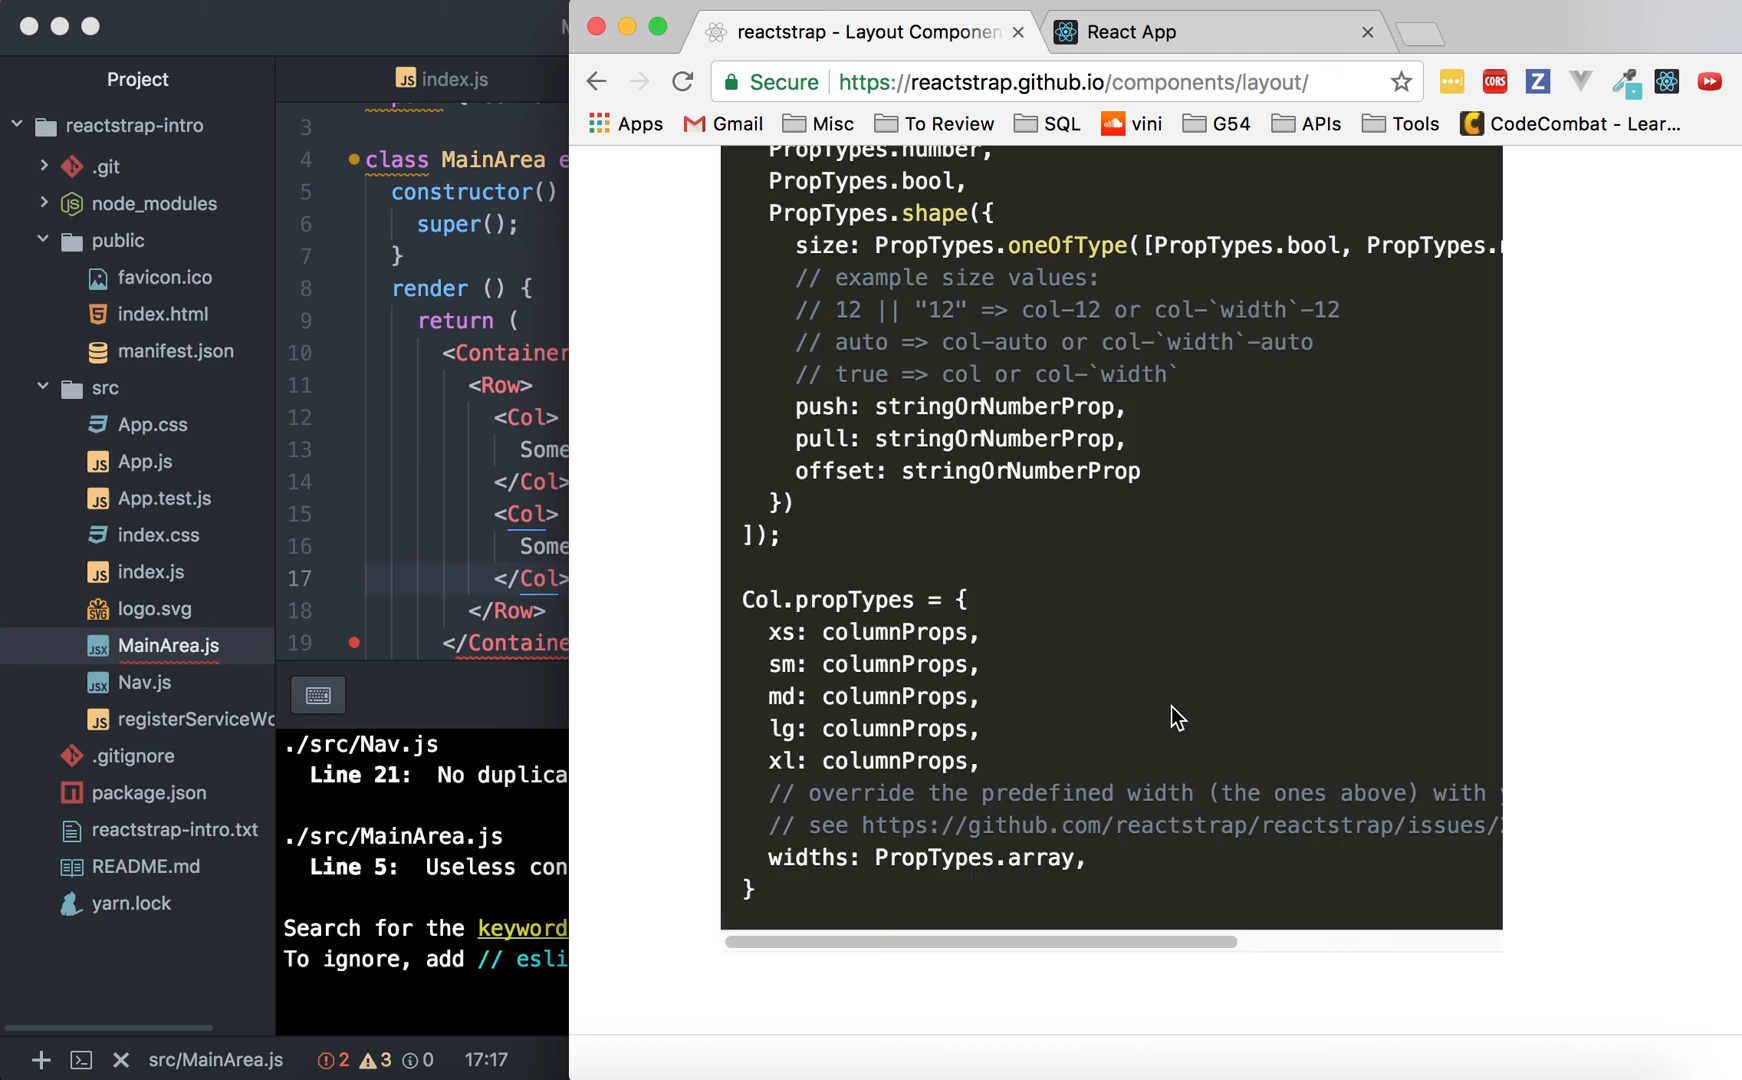 Project
reactstrap-intro
.git
node_modules
public
favicon.ico
index.html
manifest.json
src
App.css
App.js
App.test.js
index.css
index.js
logo.svg
MainArea.js
Nav.js
registerServiceWo
.gitignore
package.json
reactstrap-intro.txt
README.md
yarn.lock
index.js
3
4 class MainArea e
5 constructor()
6 super();
7 }
8 render () {
9 return (
10 <Container
11 <Row>
12 <Col>
13 Some
14 </Col>
15 <Col>
16 Some
17 </Col>
18 </Row>
19 </Containe
./src/Nav.js
Line 21: No duplica
./src/MainArea.js
Line 5: Useless con
Search for the keyword
To ignore, add // esli
src/MainArea.js 2 3 0 17:17
reactstrap - Layout Componen
React App
Secure https://reactstrap.github.io/components/layout/
CORS
Z
Apps Gmail Misc To Review SQL vini G54 APIs Tools CodeCombat - Lear...
PropTypes.number,
PropTypes.bool,
PropTypes.shape({
size: PropTypes.oneOfType([PropTypes.bool, PropTypes.
// example size values:
// 12 || "12" => col-12 or col-`width`-12
// auto => col-auto or col-`width`-auto
// true => col or col-`width`
push: stringOrNumberProp,
pull: stringOrNumberProp,
offset: stringOrNumberProp
})
]);
Col.propTypes = {
xs: columnProps,
sm: columnProps,
md: columnProps,
lg: columnProps,
xl: columnProps,
// override the predefined width (the ones above) with
// see https://github.com/reactstrap/reactstrap/issues/
widths: PropTypes.array,
}